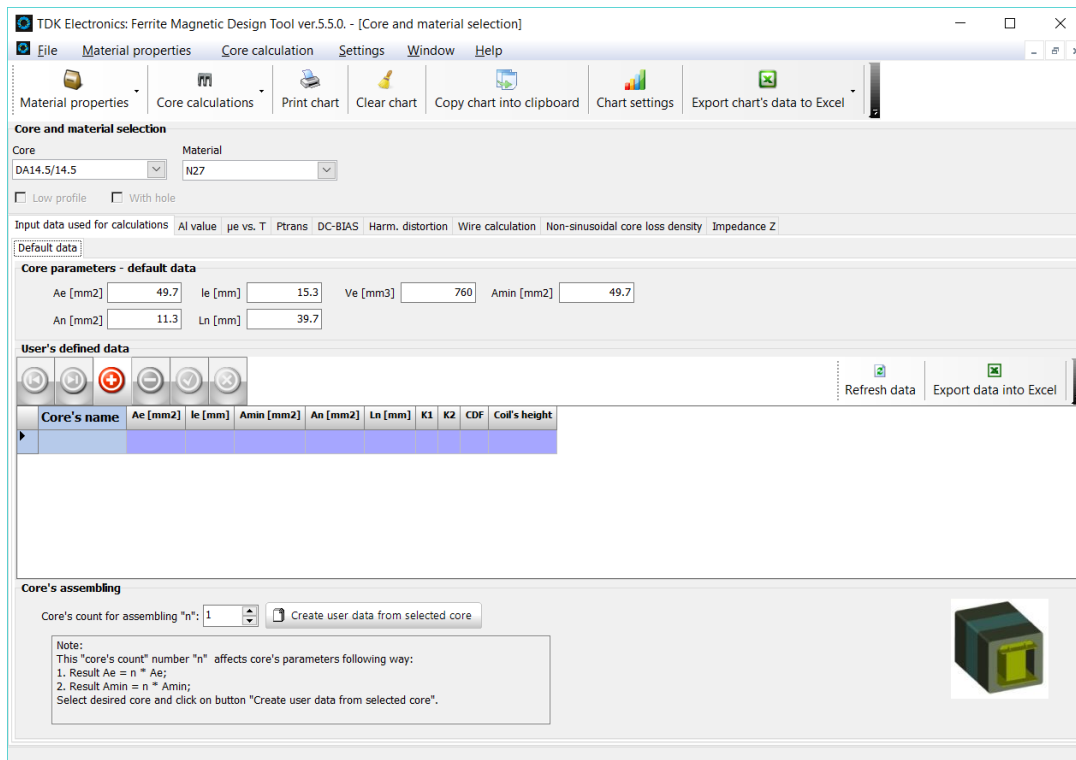 TDK Electronics: Ferrite Magnetic Design Tool ver.5.5.0. - [Core and material selection]
File Material properties Core calculation Settings Window Help
Material properties Core calculations Print chart Clear chart Copy chart into clipboard Chart settings Export chart's data to Excel
Core and material selection
Core Material
DA14.5/14.5 N27
Low profile With hole
Input data used for calculations Al value µe vs. T Ptrans DC-BIAS Harm. distortion Wire calculation Non-sinusoidal core loss density Impedance Z
Default data
Core parameters - default data
Ae [mm2] 49.7 le [mm] 15.3 Ve [mm3] 760 Amin [mm2] 49.7
An [mm2] 11.3 Ln [mm] 39.7
User's defined data
Refresh data Export data into Excel
Core's name Ae [mm2] le [mm] Amin [mm2] An [mm2] Ln [mm] K1 K2 CDF Coil's height
Core's assembling
Core's count for assembling "n": 1 Create user data from selected core
Note:
This "core's count" number "n" affects core's parameters following way:
1. Result Ae = n * Ae;
2. Result Amin = n * Amin;
Select desired core and click on button "Create user data from selected core".